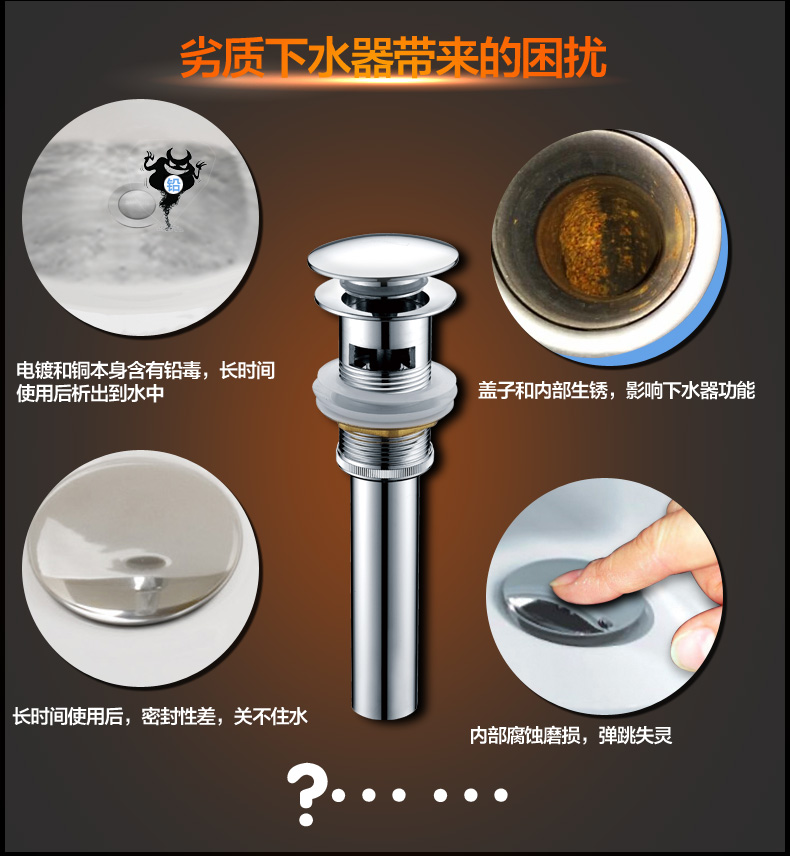 劣质下水器带来的困扰
铅
电镀和铜本身含有铅毒，长时间
使用后析出到水中
盖子和内部生锈，影响下水器功能
长时间使用后，密封性差，关不住水
内部腐蚀磨损，弹跳失灵
?······